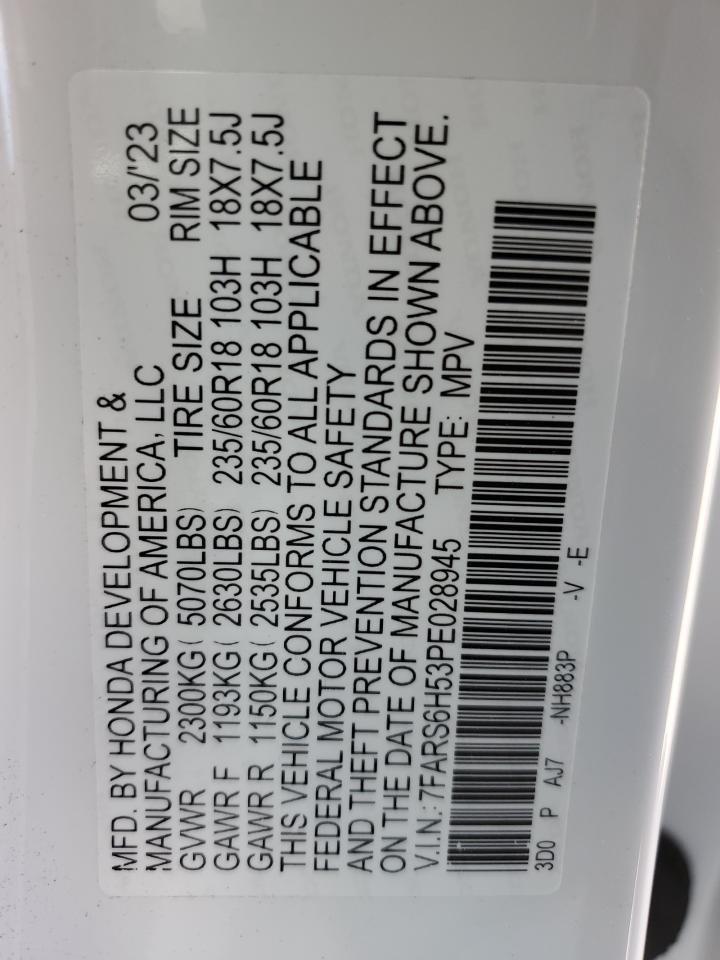 MFD. BY HONDA DEVELOPMENT &
MANUFACTURING OF AMERICA, LLC 03/'23
GVWR 2300KG( 5070LBS) TIRE SIZE RIM SIZE
GAWR F 1193KG( 2630LBS) 235/60R18 103H 18X7.5J
GAWR R 1150KG( 2535LBS) 235/60R18 103H 18X7.5J
THIS VEHICLE CONFORMS TO ALL APPLICABLE
FEDERAL MOTOR VEHICLE SAFETY
AND THEFT PREVENTION STANDARDS IN EFFECT
ON THE DATE OF MANUFACTURE SHOWN ABOVE.
V.I.N.: 7FARS6H53PE028945 TYPE: MPV
3D0 P AJ7 -NH883P -V -E